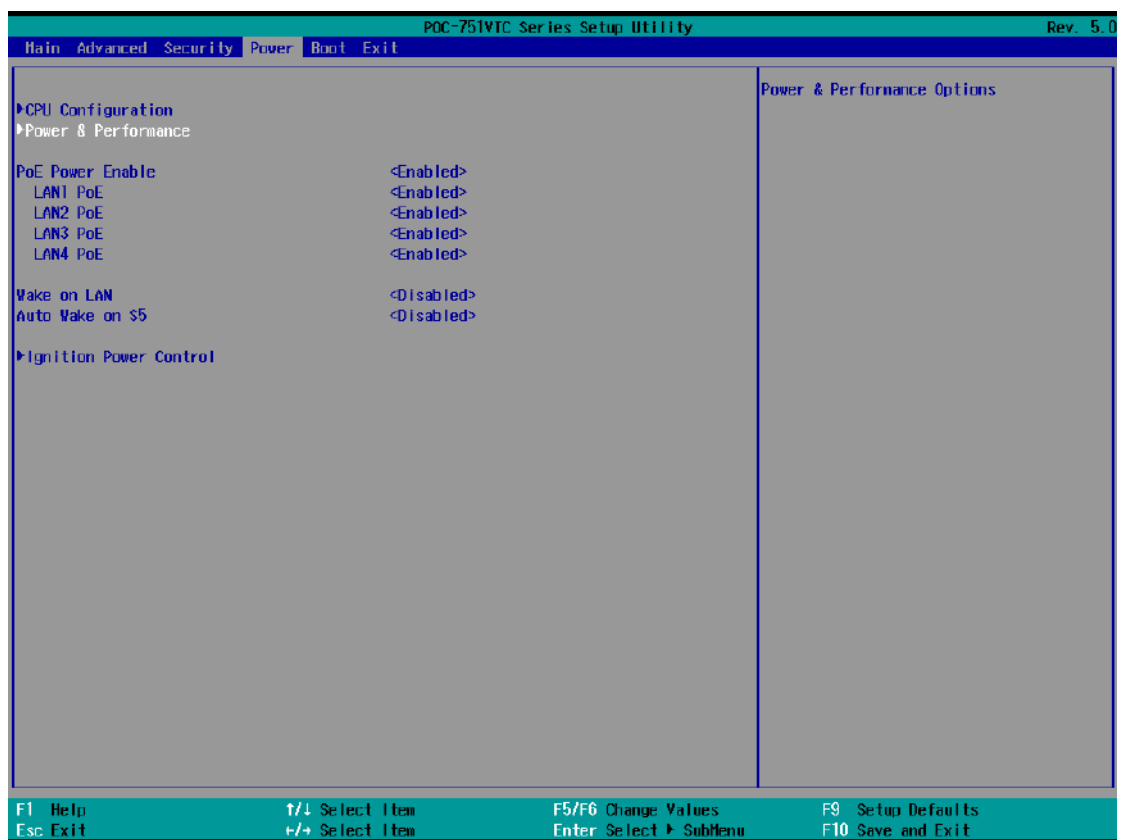 POC-751VTC Series Setup Utility Rev. 5.0
Main Advanced Security Power Boot Exit
Power & Performance Options
▶CPU Configuration
▶Power & Performance
PoE Power Enable <Enabled>
LAN1 PoE <Enabled>
LAN2 PoE <Enabled>
LAN3 PoE <Enabled>
LAN4 PoE <Enabled>
Wake on LAN <Disabled>
Auto Wake on S5 <Disabled>
▶Ignition Power Control
F1 Help ↑/↓ Select Item F5/F6 Change Values F9 Setup Defaults
Esc Exit ←/→ Select Item Enter Select ▶ SubMenu F10 Save and Exit